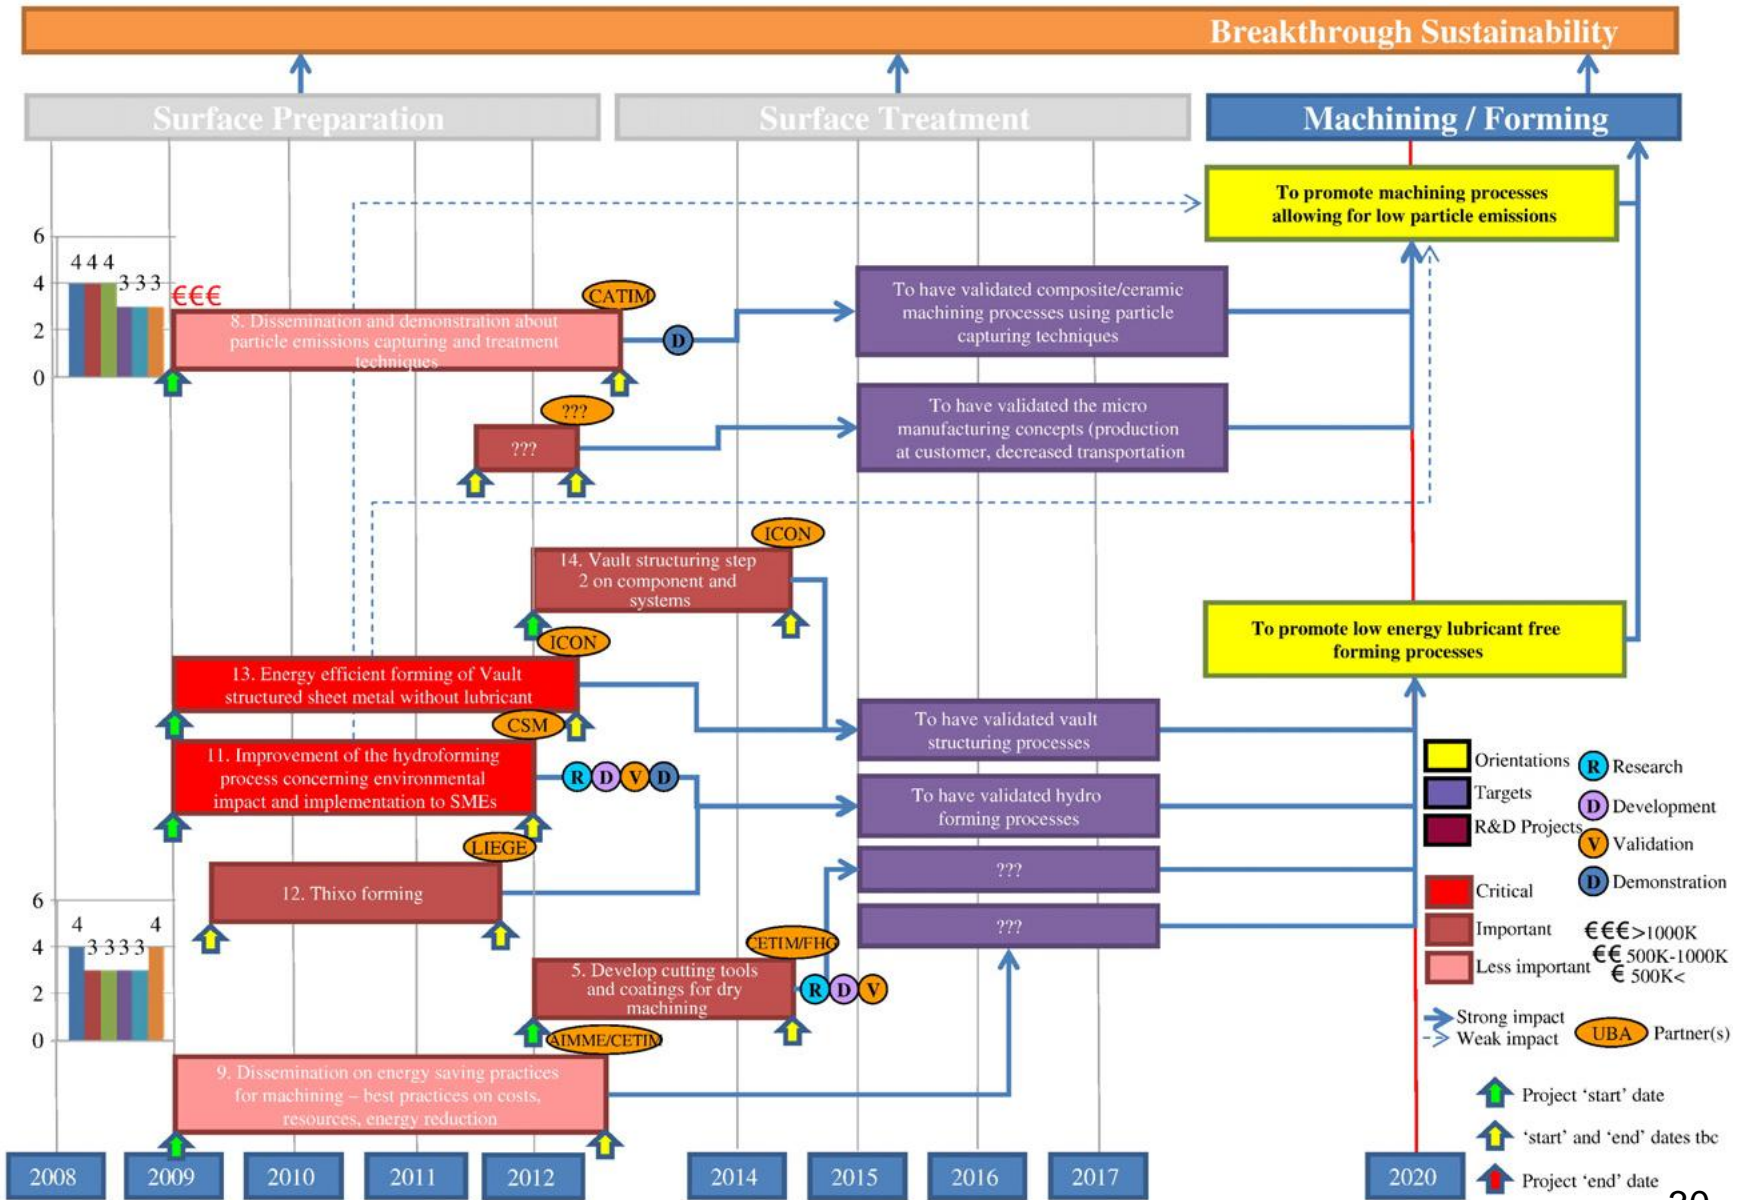 Breakthrough Sustainability
Surface Preparation
Surface Treatment
Machining / Forming
To promote machining processes
allowing for low particle emissions
6
4
2
0
4 4 4
3 3 3
€€€
CATIM
8. Dissemination and demonstration about
particle emissions capturing and treatment
techniques
D
To have validated composite/ceramic
machining processes using particle
capturing techniques
???
???
To have validated the micro
manufacturing concepts (production
at customer, decreased transportation
ICON
14. Vault structuring step
2 on component and
systems
ICON
13. Energy efficient forming of Vault
structured sheet metal without lubricant
To promote low energy lubricant free
forming processes
CSM
To have validated vault
structuring processes
11. Improvement of the hydroforming
process concerning environmental
impact and implementation to SMEs
R D V D
To have validated hydro
forming processes
LIEGE
12. Thixo forming
???
???
6
4
2
0
4
3 3 3 3
4
CETIM/FHG
5. Develop cutting tools
and coatings for dry
machining
R D V
AIMME/CETIM
9. Dissemination on energy saving practices
for machining – best practices on costs,
resources, energy reduction
Orientations
Targets
R&D Projects
Critical
Important
Less important
R Research
D Development
V Validation
D Demonstration
€€€>1000K
€€ 500K-1000K
€ 500K<
Strong impact
Weak impact
UBA
Partner(s)
Project ‘start’ date
‘start’ and ‘end’ dates tbc
Project ‘end’ date
2008
2009
2010
2011
2012
2014
2015
2016
2017
2020